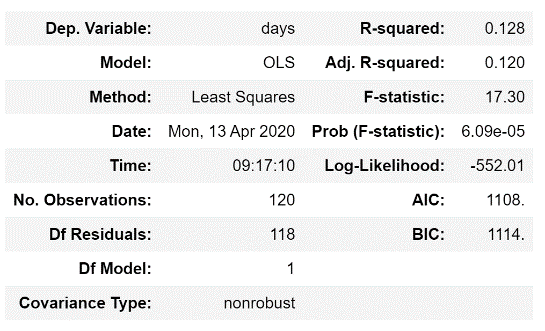 Dep. Variable: days R-squared: 0.128
Model: OLS Adj. R-squared: 0.120
Method: Least Squares F-statistic: 17.30
Date: Mon, 13 Apr 2020 Prob (F-statistic): 6.09e-05
Time: 09:17:10 Log-Likelihood: -552.01
No. Observations: 120 AIC: 1108.
Df Residuals: 118 BIC: 1114.
Df Model: 1
Covariance Type: nonrobust